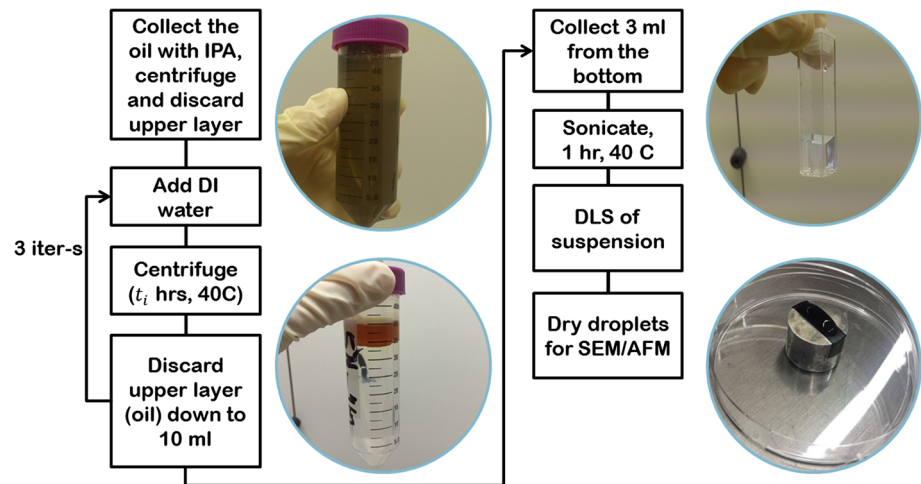 Collect the
oil with IPA,
centrifuge
and discard
upper layer
Add DI
water
3 iter-s
Centrifuge
(t_i hrs, 40C)
Discard
upper layer
(oil) down to
10 ml
Collect 3 ml
from the
bottom
Sonicate,
1 hr, 40 C
DLS of
suspension
Dry droplets
for SEM/AFM